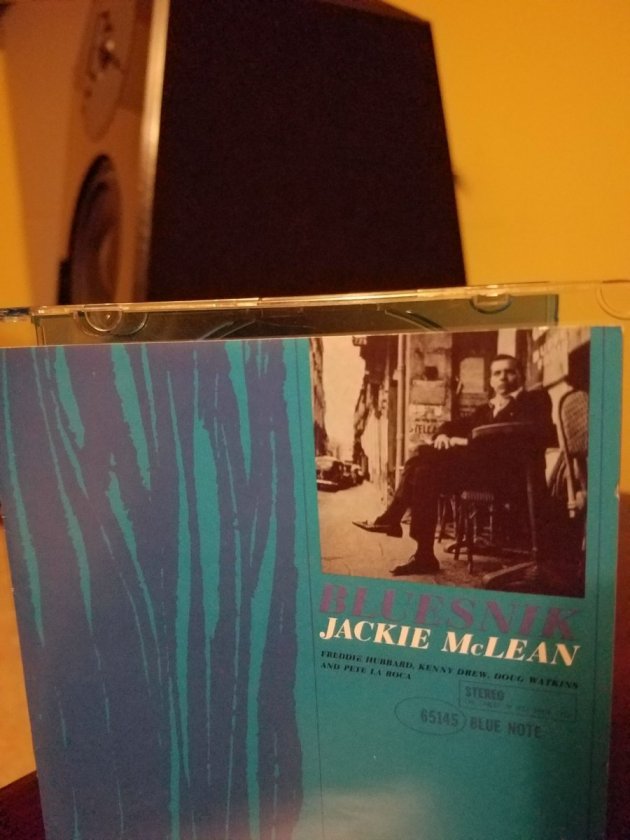 BLUESNIK
JACKIE McLEAN
FREDDIE HUBBARD, KENNY DREW, DOUG WATKINS
AND PETE LA ROCA
STEREO
65145 BLUE NOTE